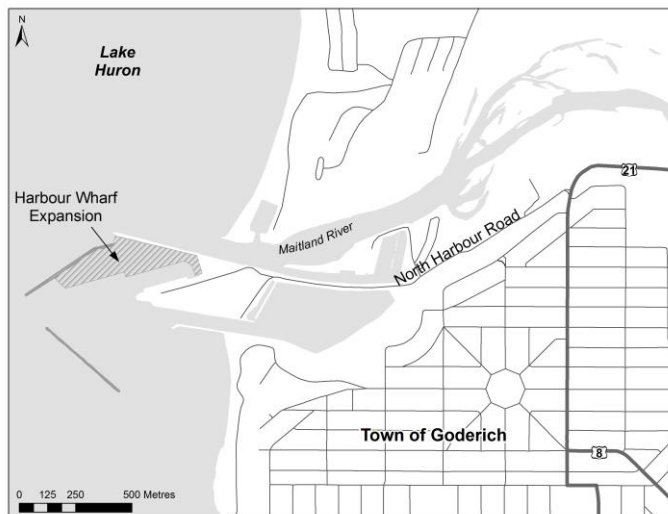 N
Lake
Huron
21
Harbour Wharf
Expansion
Maitland River
North Harbour Road
Town of Goderich
8
0 125 250 500 Metres